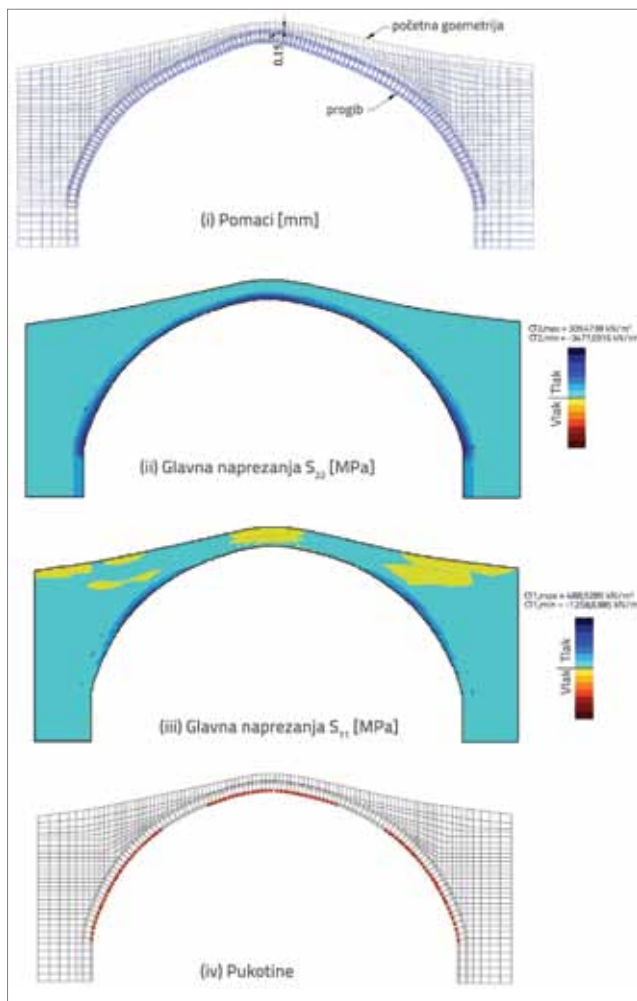 početna goemetrija
0.15
progib
(i) Pomaci [mm]
Tlak
Vlak
(ii) Glavna naprezanja S₂₂ [MPa]
Tlak
Vlak
(iii) Glavna naprezanja S₁₁ [MPa]
(iv) Pukotine